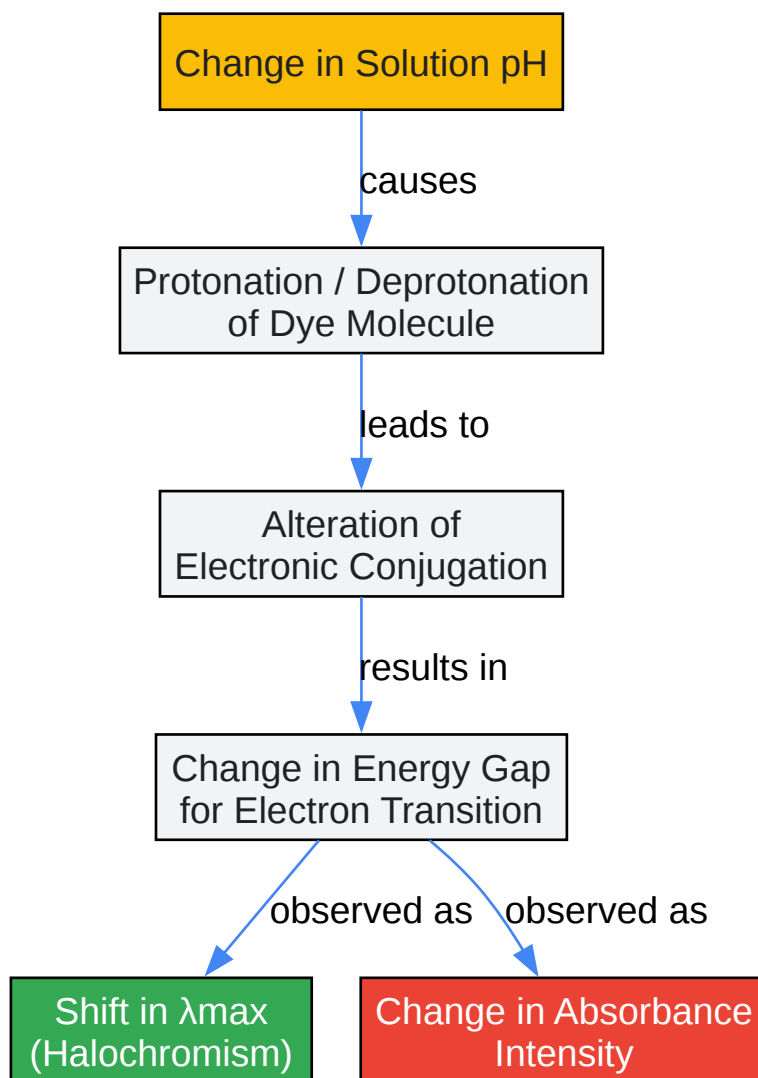 Change in Solution pH
causes
Protonation / Deprotonation
of Dye Molecule
leads to
Alteration of
Electronic Conjugation
results in
Change in Energy Gap
for Electron Transition
observed as
observed as
Shift in λmax
(Halochromism)
Change in Absorbance
Intensity